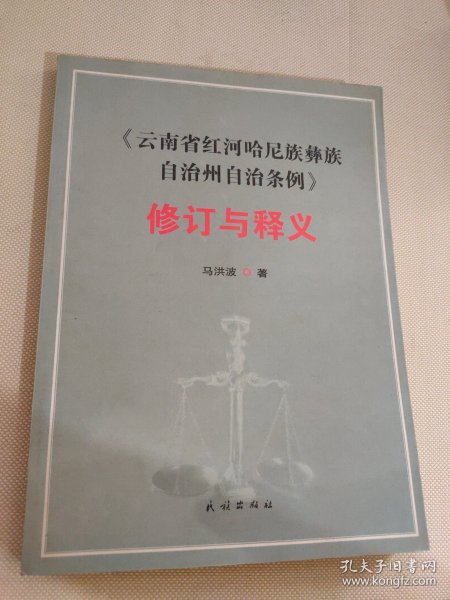 《云南省红河哈尼族彝族
自治州自治条例》
修订与释义
马洪波 ○ 著
民族出版社
孔夫子旧书网
www.kongfz.com